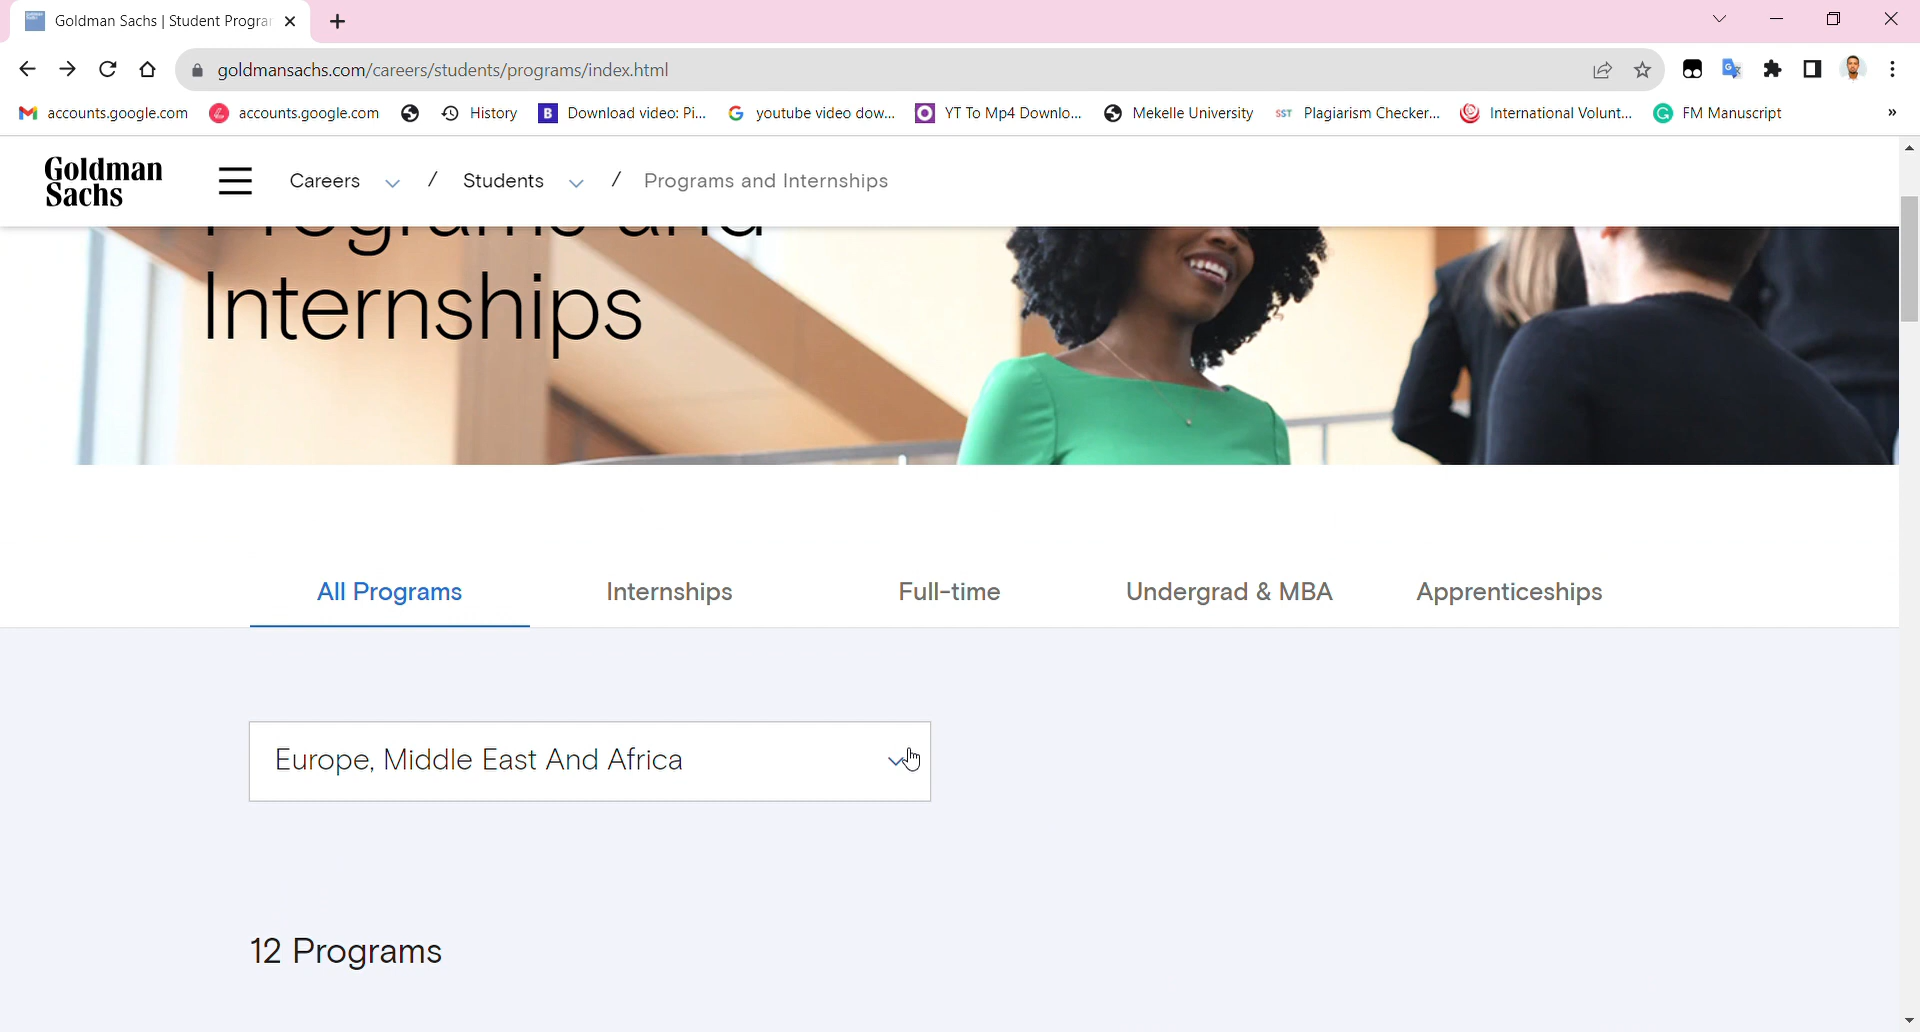 Goldman Sachs | Student Progra
goldmansachs.com/careers/students/programs/index.html
accounts.google.com
accounts.google.com
History
Download video: Pi...
youtube video dow...
YT To Mp4 Downlo...
Mekelle University
SST Plagiarism Checker...
International Volunt...
FM Manuscript
»
Goldman
Sachs
Careers / Students / Programs and Internships
Programs and
Internships
All Programs
Internships
Full-time
Undergrad & MBA
Apprenticeships
Europe, Middle East And Africa
12 Programs